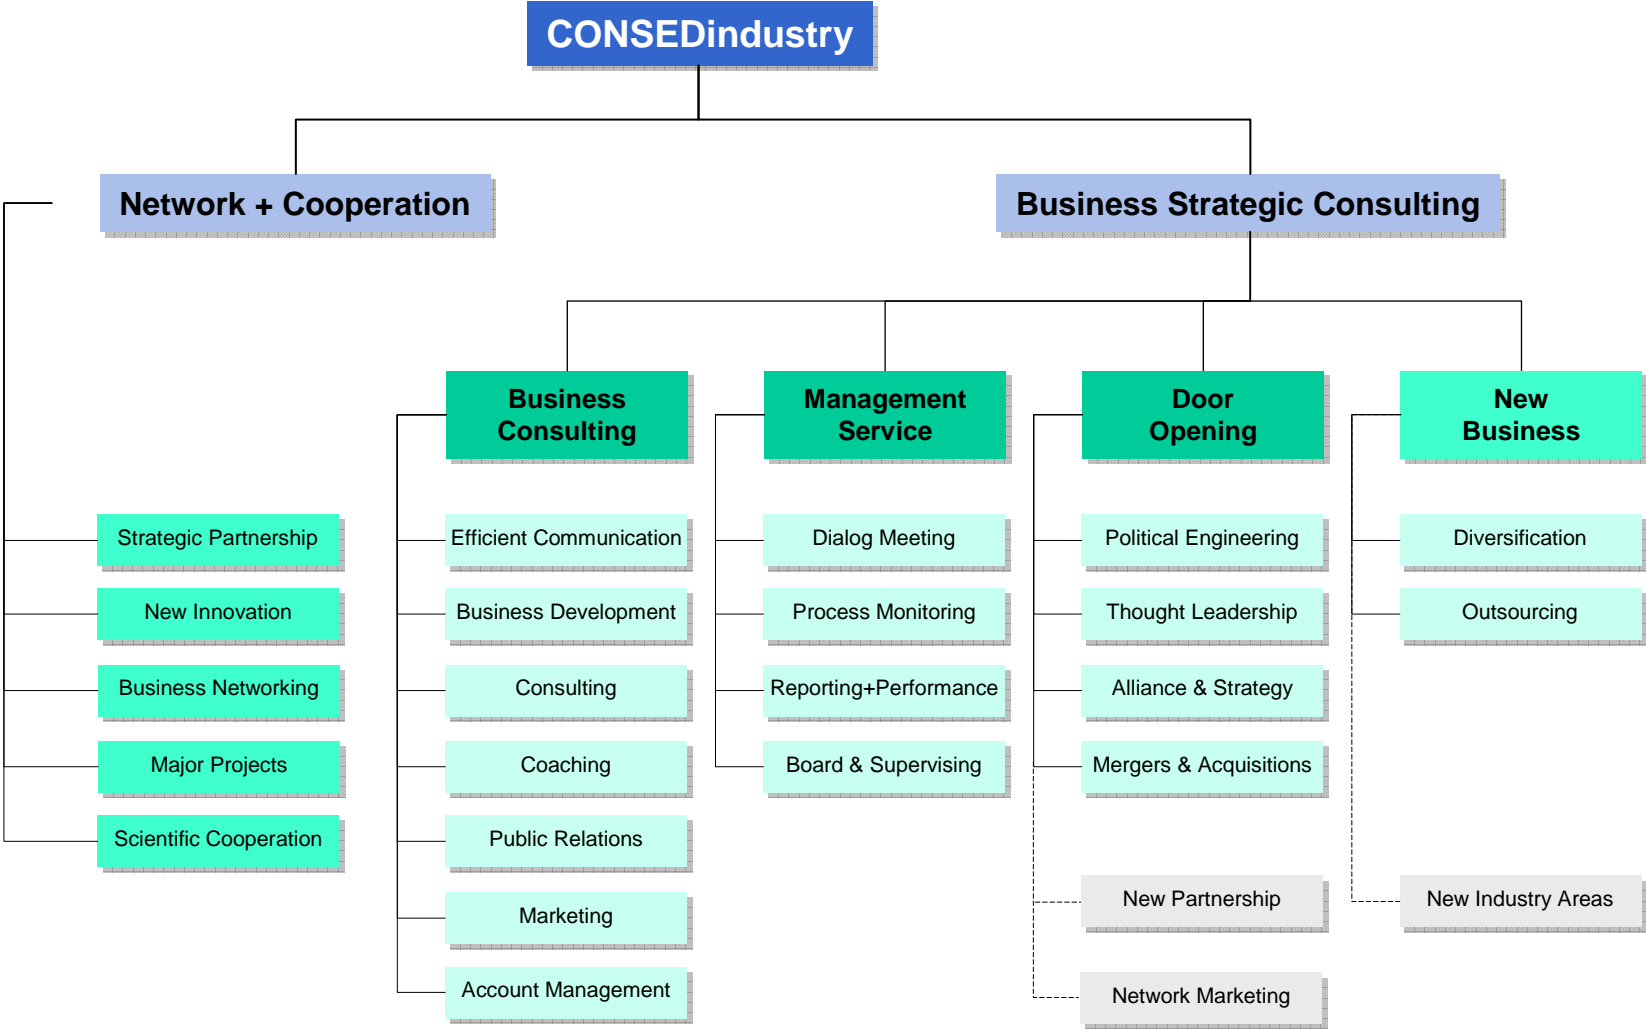 CONSEDindustry
Network + Cooperation
Business Strategic Consulting
Business
Consulting
Management
Service
Door
Opening
New
Business
Strategic Partnership
New Innovation
Business Networking
Major Projects
Scientific Cooperation
Efficient Communication
Business Development
Consulting
Coaching
Public Relations
Marketing
Account Management
Dialog Meeting
Process Monitoring
Reporting+Performance
Board & Supervising
Political Engineering
Thought Leadership
Alliance & Strategy
Mergers & Acquisitions
New Partnership
Network Marketing
Diversification
Outsourcing
New Industry Areas